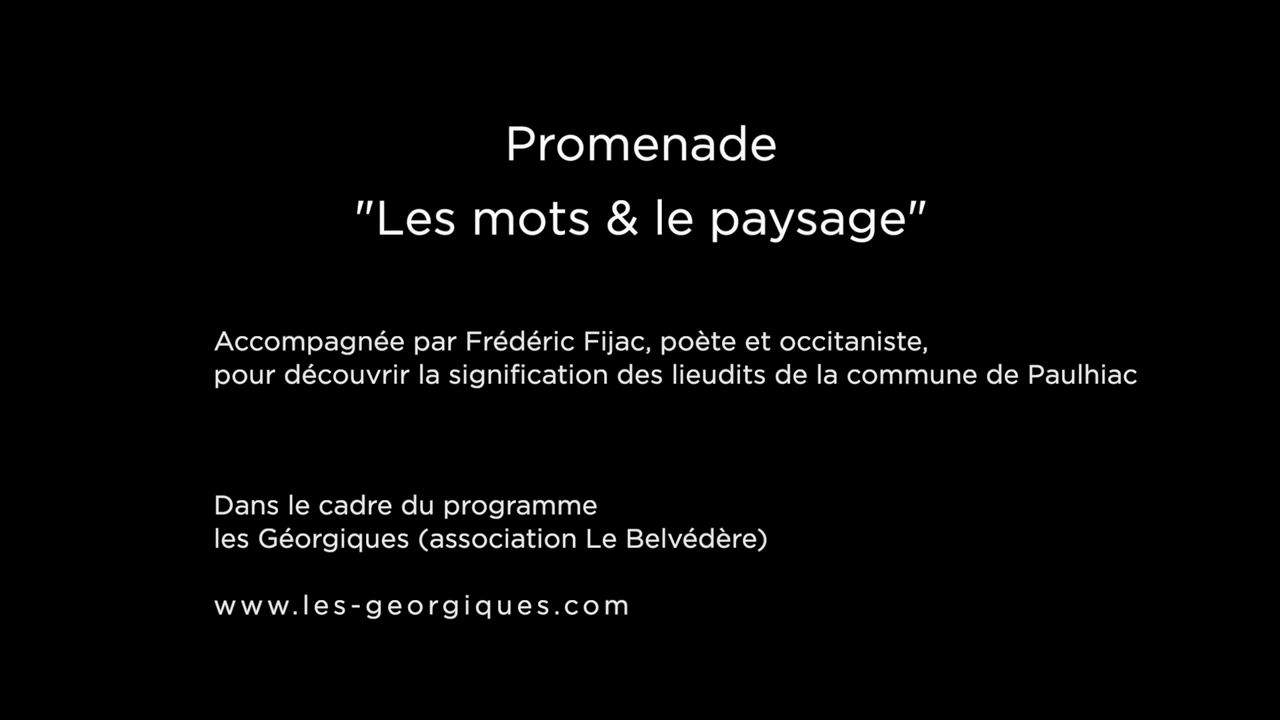 Promenade
"Les mots & le paysage"
Accompagnée par Frédéric Fijac, poète et occitaniste,
pour découvrir la signification des lieudits de la commune de Paulhiac
Dans le cadre du programme
les Géorgiques (association Le Belvédère)
www.les-georgiques.com